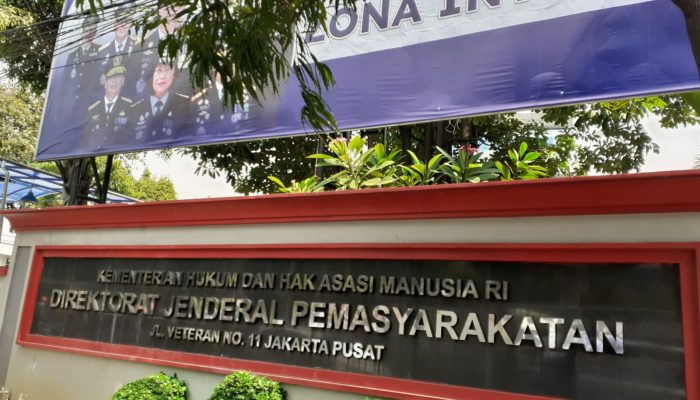 KEMENTERIAN HUKUM DAN HAK ASASI MANUSIA RI
DIREKTORAT JENDERAL PEMASYARAKATAN
JL. VETERAN NO. 11 JAKARTA PUSAT